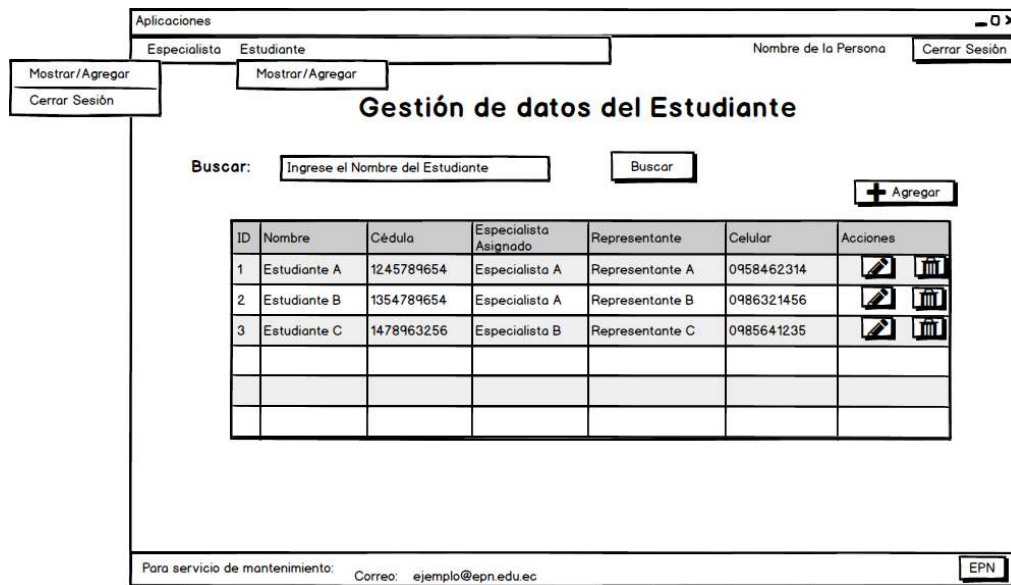 Aplicaciones
Especialista Estudiante Nombre de la Persona Cerrar Sesión
Mostrar/Agregar Mostrar/Agregar
Cerrar Sesión
Gestión de datos del Estudiante
Buscar: Ingrese el Nombre del Estudiante Buscar
Agregar
ID Nombre Cédula Especialista Asignado Representante Celular Acciones
1 Estudiante A 1245789654 Especialista A Representante A 0958462314
2 Estudiante B 1354789654 Especialista A Representante B 0986321456
3 Estudiante C 1478963256 Especialista B Representante C 0985641235
Para servicio de mantenimiento: Correo: ejemplo@epn.edu.ec EPN